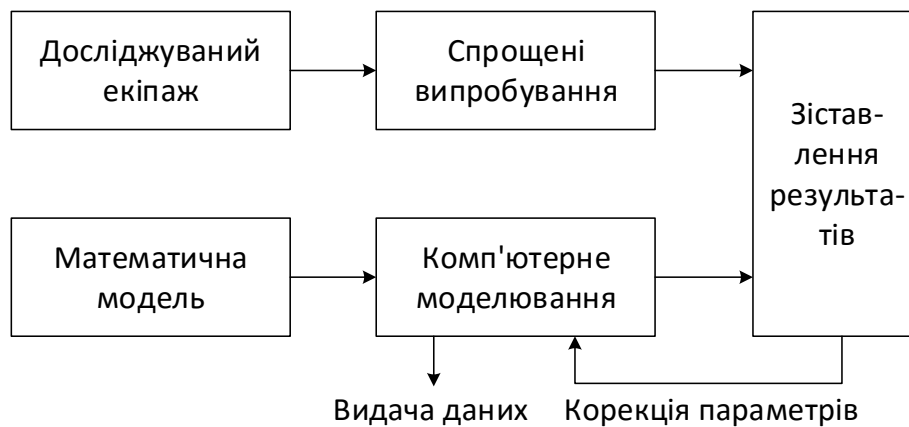 Досліджуваний
екіпаж
Спрощені
випробування
Зістав-
лення
результа-
тів
Математична
модель
Комп'ютерне
моделювання
Видача даних
Корекція параметрів